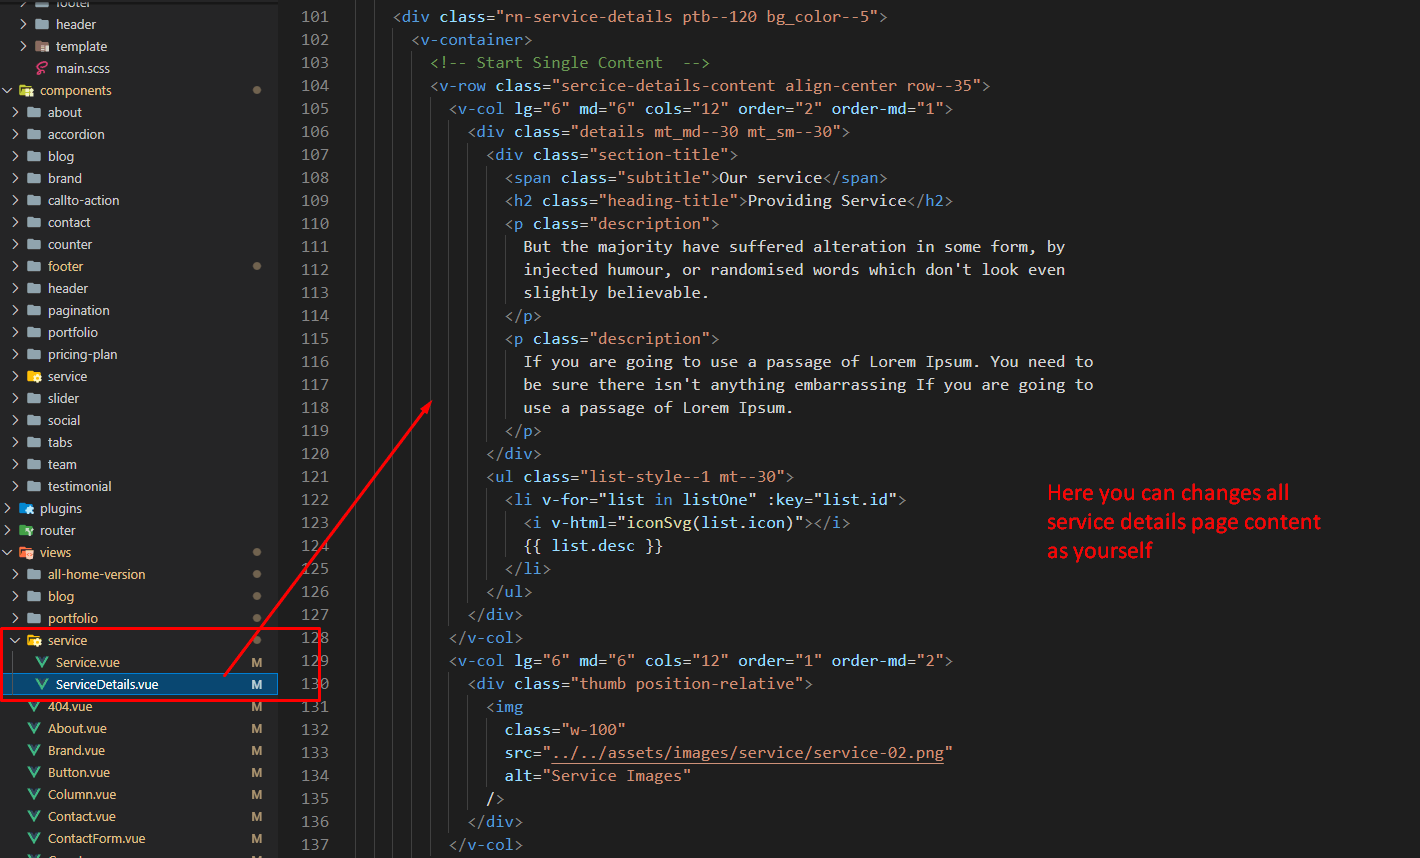 footer
header
template
main.scss
components
about
accordion
blog
brand
callto-action
contact
counter
footer
header
pagination
portfolio
pricing-plan
service
slider
social
tabs
team
testimonial
plugins
router
views
all-home-version
blog
portfolio
service
Service.vue M
ServiceDetails.vue M
404.vue M
About.vue M
Brand.vue M
Button.vue M
Column.vue M
Contact.vue M
ContactForm.vue M
101 <div class="rn-service-details ptb--120 bg_color--5">
102 <v-container>
103 <!-- Start Single Content  -->
104 <v-row class="sercice-details-content align-center row--35">
105 <v-col lg="6" md="6" cols="12" order="2" order-md="1">
106 <div class="details mt_md--30 mt_sm--30">
107 <div class="section-title">
108 <span class="subtitle">Our service</span>
109 <h2 class="heading-title">Providing Service</h2>
110 <p class="description">
111 But the majority have suffered alteration in some form, by
112 injected humour, or randomised words which don't look even
113 slightly believable.
114 </p>
115 <p class="description">
116 If you are going to use a passage of Lorem Ipsum. You need to
117 be sure there isn't anything embarrassing If you are going to
118 use a passage of Lorem Ipsum.
119 </p>
120 </div>
121 <ul class="list-style--1 mt--30">
122 <li v-for="list in listOne" :key="list.id">
123 <i v-html="iconSvg(list.icon)"></i>
124 {{ list.desc }}
125 </li>
126 </ul>
127 </div>
128 </v-col>
129 <v-col lg="6" md="6" cols="12" order="1" order-md="2">
130 <div class="thumb position-relative">
131 <img
132 class="w-100"
133 src="../../assets/images/service/service-02.png"
134 alt="Service Images"
135 />
136 </div>
137 </v-col>
Here you can changes all
service details page content
as yourself